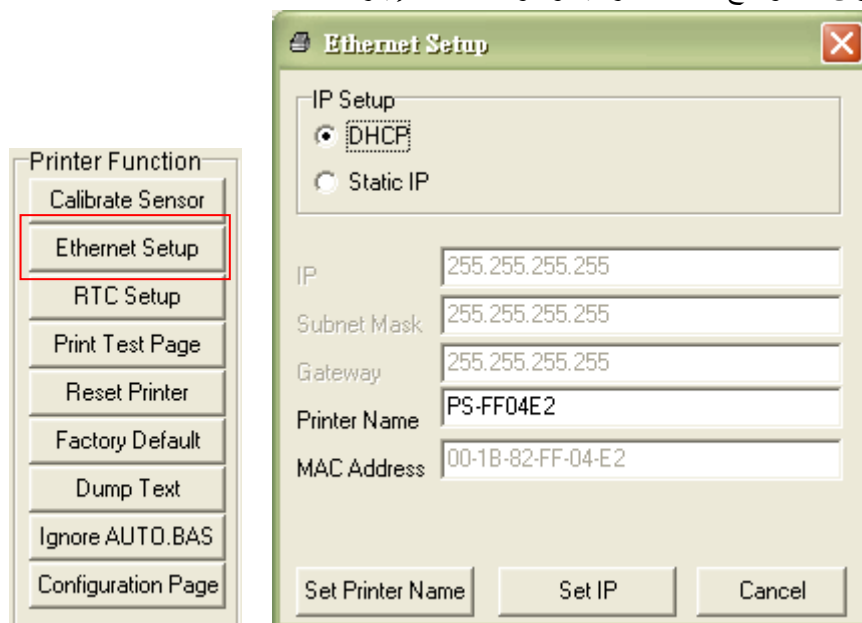 Printer Function
Calibrate Sensor
Ethernet Setup
RTC Setup
Print Test Page
Reset Printer
Factory Default
Dump Text
Ignore AUTO.BAS
Configuration Page
Ethernet Setup
IP Setup
DHCP
Static IP
IP
255.255.255.255
Subnet Mask
255.255.255.255
Gateway
255.255.255.255
Printer Name
PS-FF04E2
MAC Address
00-1B-82-FF-04-E2
Set Printer Name
Set IP
Cancel